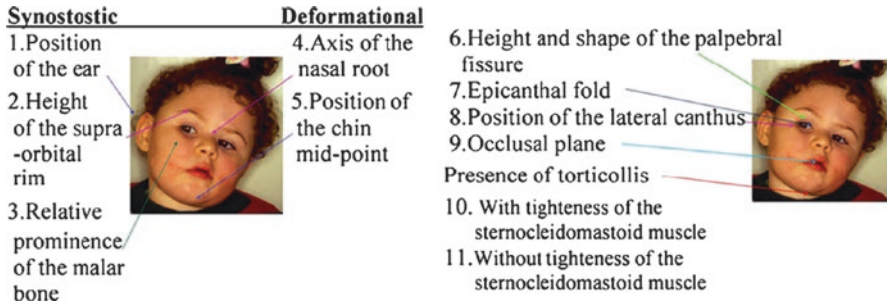 Synostostic Deformational
1.Position
of the ear
2.Height
of the supra
-orbital
rim
3.Relative
prominence
of the malar
bone
4.Axis of the
nasal root
5.Position of
the chin
mid-point
6.Height and shape of the palpebral
fissure
7.Epicanthal fold
8.Position of the lateral canthus
9.Occlusal plane
Presence of torticollis
10. With tighteness of the
sternocleidomastoid muscle
11.Without tighteness of the
sternocleidomastoid muscle